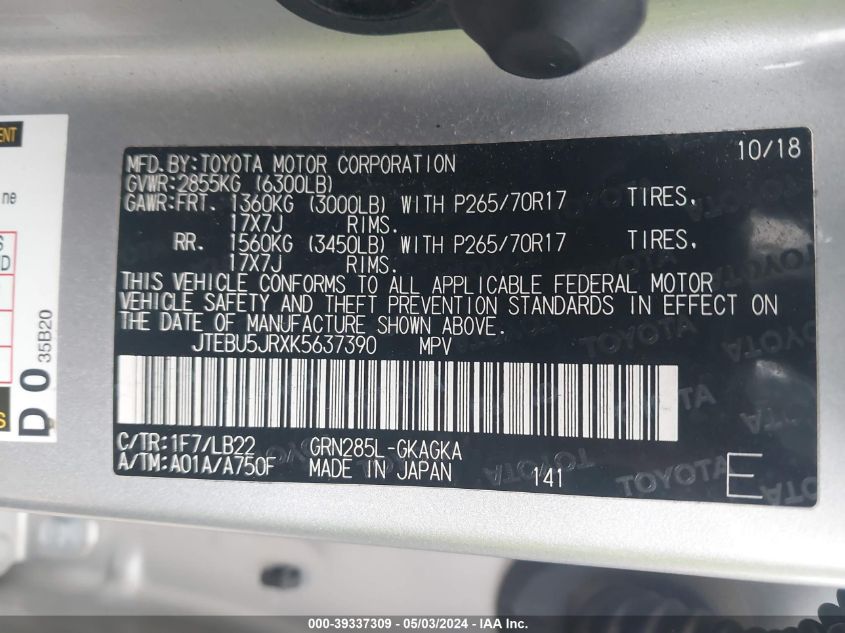 MFD.BY:TOYOTA MOTOR CORPORATION 10/18
GVWR:2855KG (6300LB)
GAWR:FRT. 1360KG (3000LB) WITH P265/70R17 TIRES,
17X7J RIMS.
RR. 1560KG (3450LB) WITH P265/70R17 TIRES,
17X7J RIMS.
THIS VEHICLE CONFORMS TO ALL APPLICABLE FEDERAL MOTOR
VEHICLE SAFETY AND THEFT PREVENTION STANDARDS IN EFFECT ON
THE DATE OF MANUFACTURE SHOWN ABOVE.
JTEBU5JRXK5637390 MPV
C/TR:1F7/LB22 GRN285L-GKAGKA
A/TM:A01A/A750F MADE IN JAPAN 141 E
ne
D 0 35B20
000-39337309 - 05/03/2024 - IAA Inc.